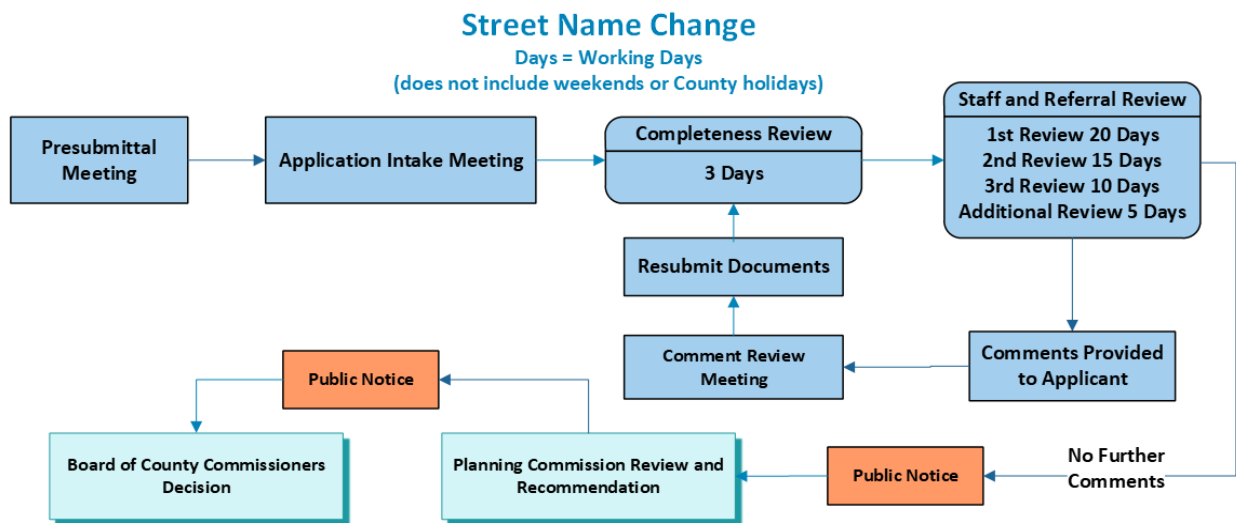 Street Name Change
Days = Working Days
(does not include weekends or County holidays)
Presubmittal
Meeting
Application Intake Meeting
Completeness Review
3 Days
Staff and Referral Review
1st Review 20 Days
2nd Review 15 Days
3rd Review 10 Days
Additional Review 5 Days
Resubmit Documents
Comment Review
Meeting
Comments Provided
to Applicant
No Further
Comments
Public Notice
Planning Commission Review and
Recommendation
Public Notice
Board of County Commissioners
Decision